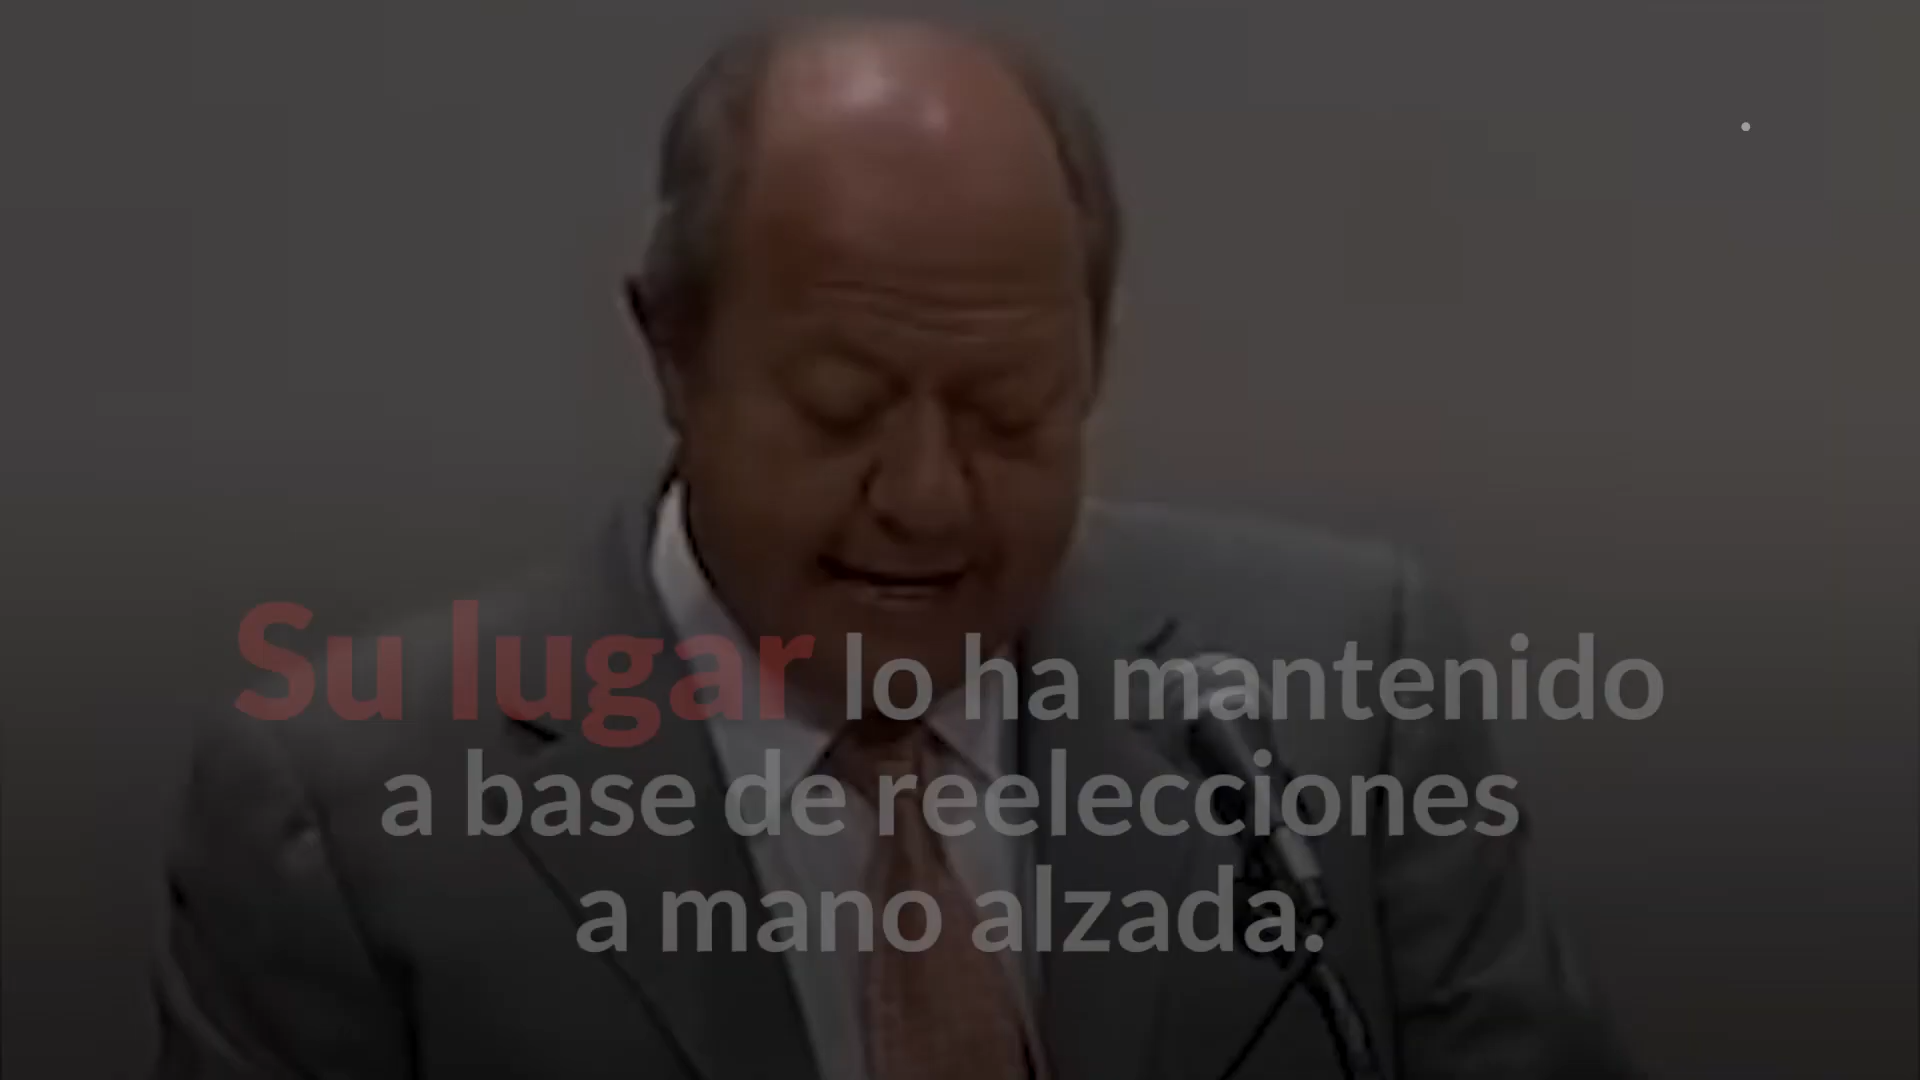 Su lugar lo ha mantenido
a base de reelecciones
a mano alzada.